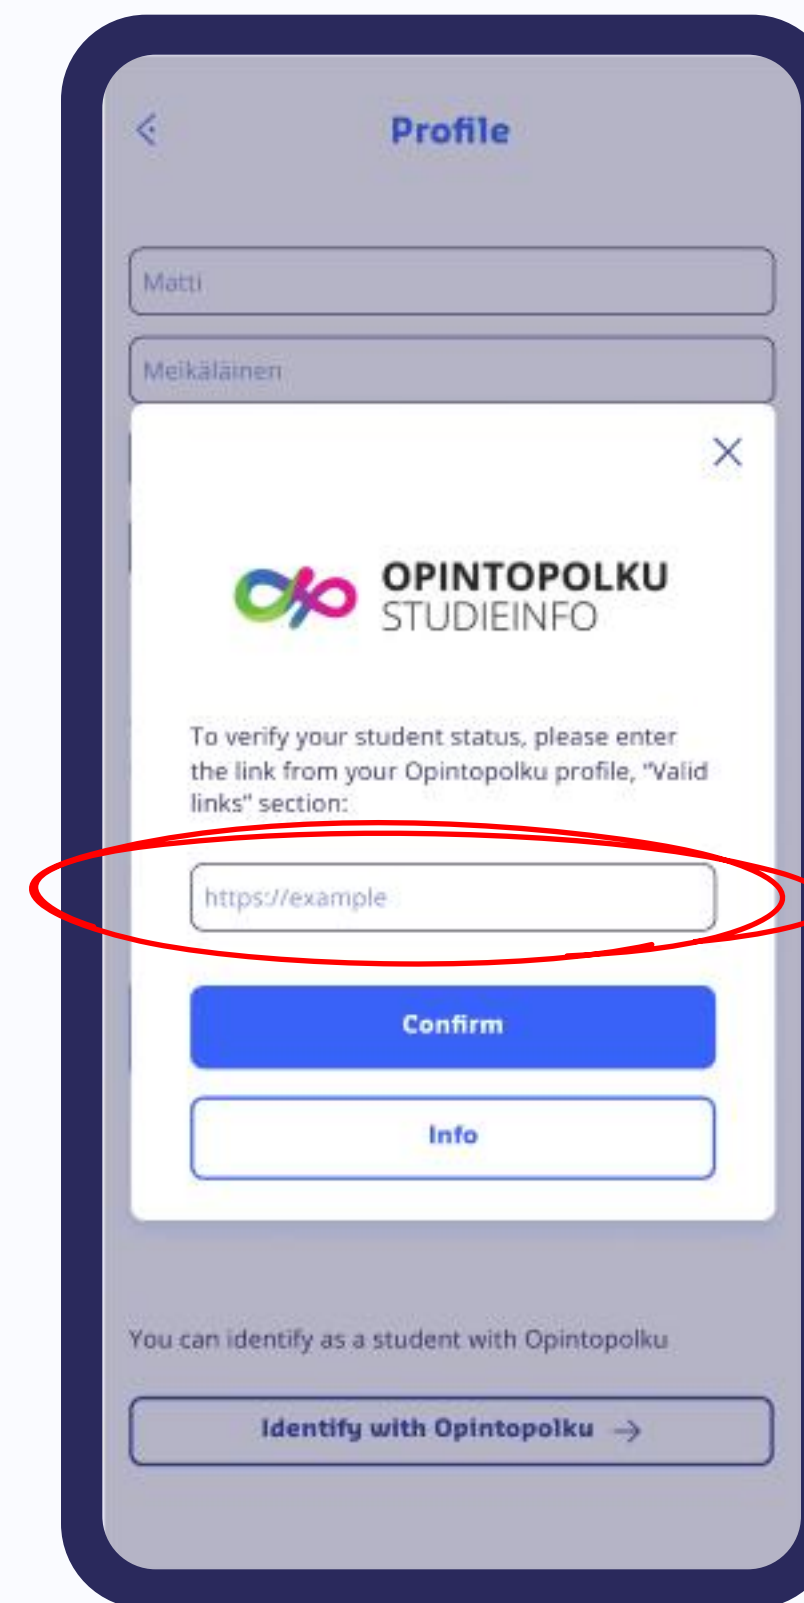 Profile
Matti
Meikäläinen
OPINTOPOLKU
STUDIEINFO
To verify your student status, please enter
the link from your Opintopolku profile, "Valid
links" section:
https://example
Confirm
Info
You can identify as a student with Opintopolku
Identify with Opintopolku →